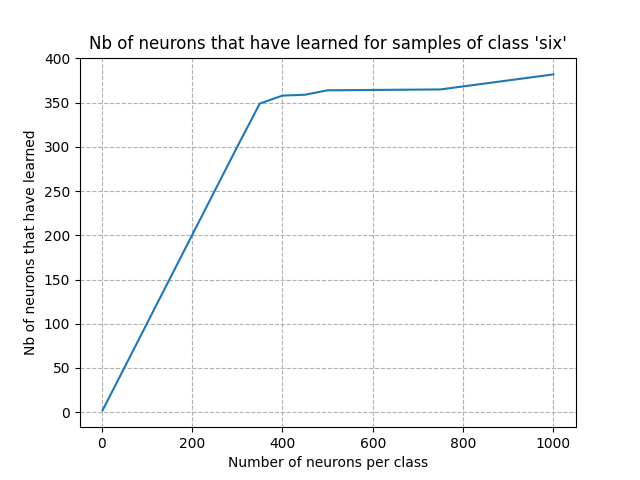 Nb of neurons that have learned for samples of class 'six'
Nb of neurons that have learned
400
350
300
250
200
150
100
50
0
0 200 400 600 800 1000
Number of neurons per class